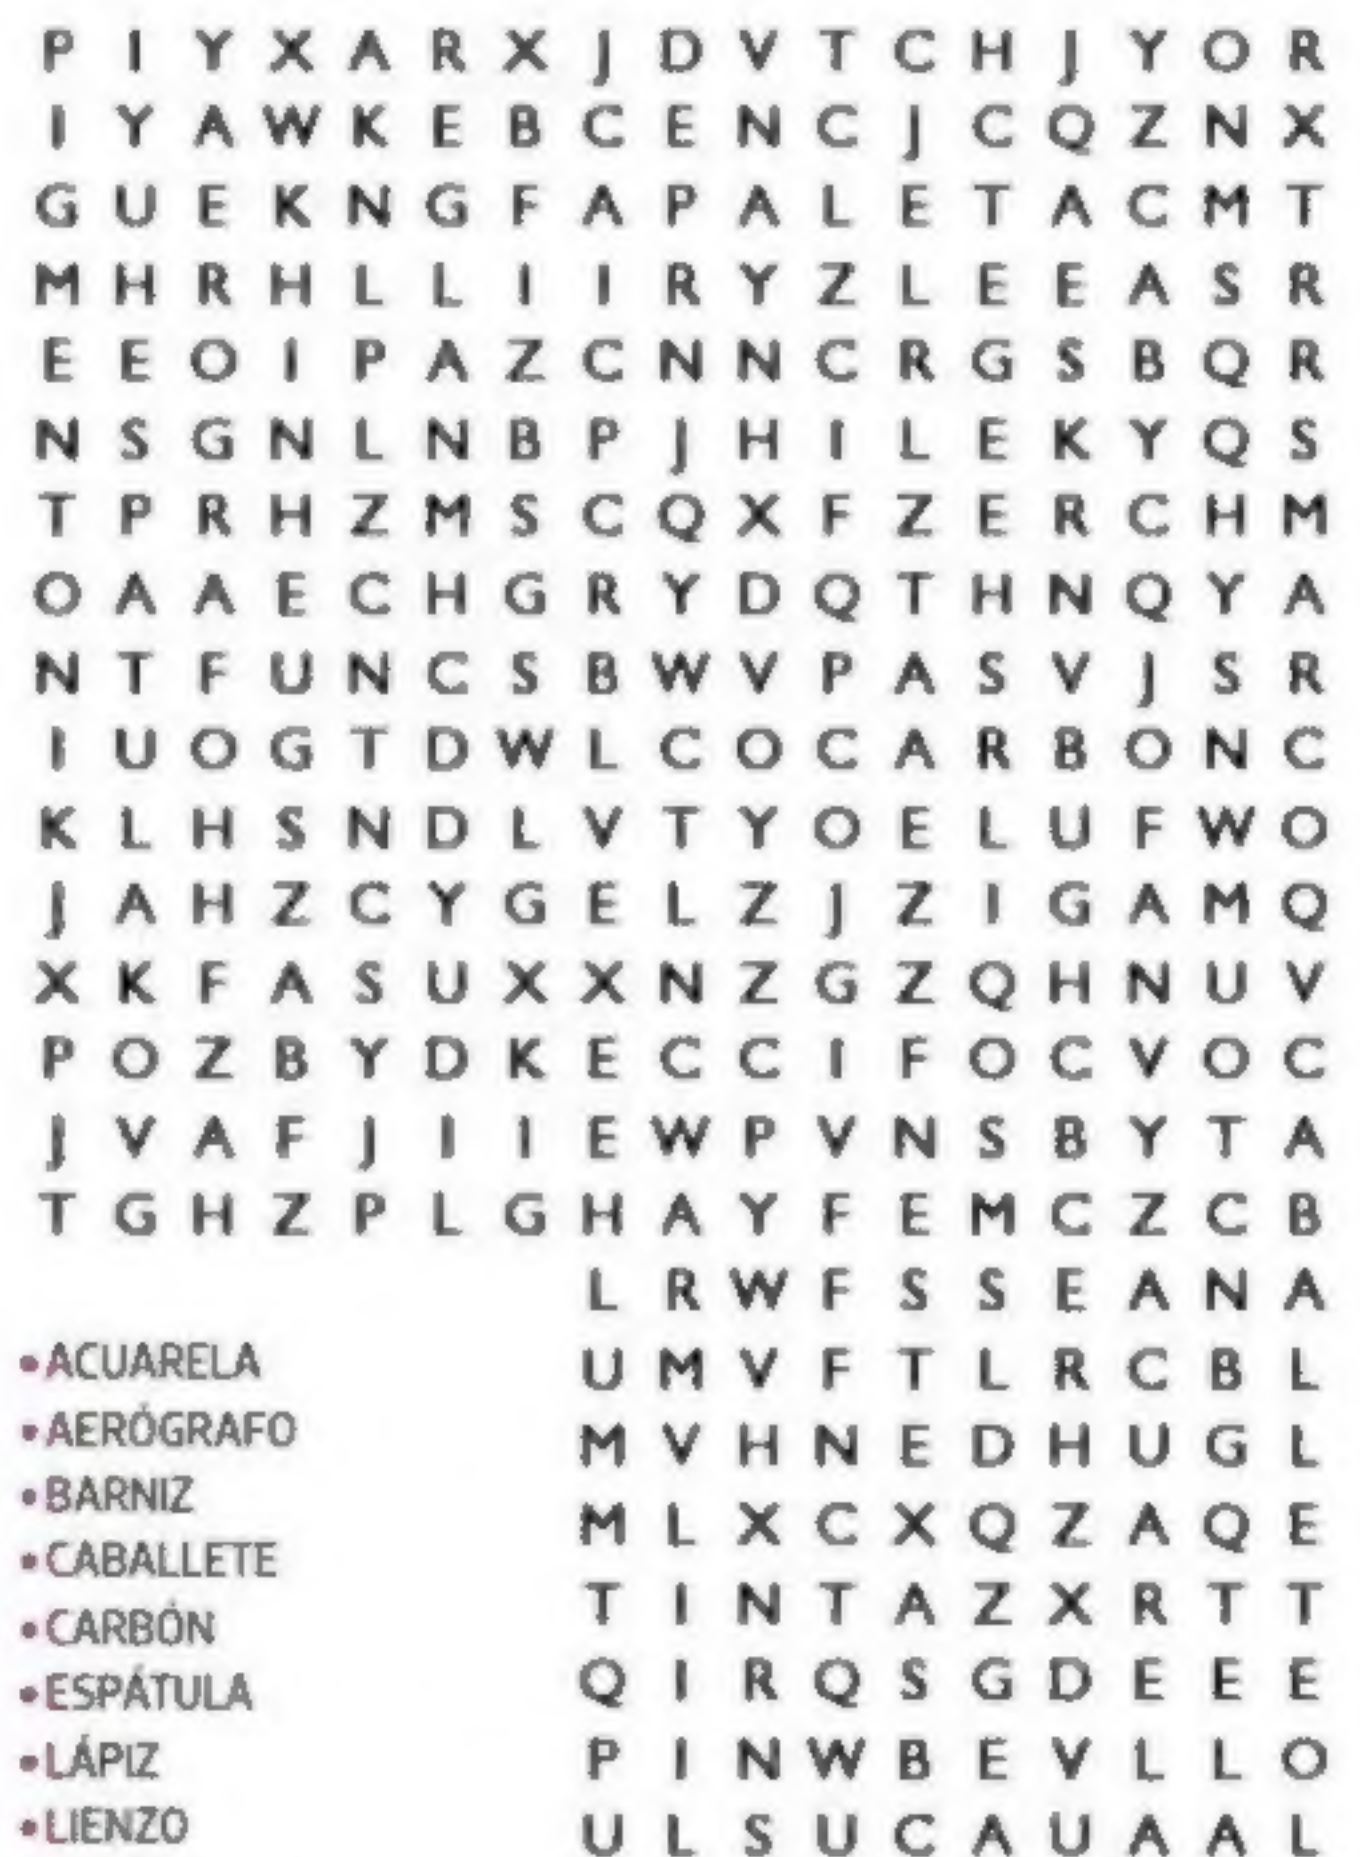 P I Y X A R X J D V T C H J Y O R
I Y A W K E B C E N C J C Q Z N X
G U E K N G F A P A L E T A C M T
M H R H L L I I R Y Z L E E A S R
E E O I P A Z C N N C R G S B Q R
N S G N L N B P J H I L E K Y Q S
T P R H Z M S C Q X F Z E R C H M
O A A E C H G R Y D Q T H N Q Y A
N T F U N C S B W V P A S V J S R
I U O G T D W L C O C A R B O N C
K L H S N D L V T Y O E L U F W O
J A H Z C Y G E L Z J Z I G A M Q
X K F A S U X X N Z G Z Q H N U V
P O Z B Y D K E C C I F O C V O C
J V A F J I I E W P V N S B Y T A
T G H Z P L G H A Y F E M C Z C B
L R W F S S E A N A
U M V F T L R C B L
M V H N E D H U G L
M L X C X Q Z A Q E
T I N T A Z X R T T
Q I R Q S G D E E E
P I N W B E V L L O
U L S U C A U A A L
•ACUARELA
•AERÓGRAFO
•BARNIZ
•CABALLETE
•CARBÓN
•ESPÁTULA
•LÁPIZ
•LIENZO